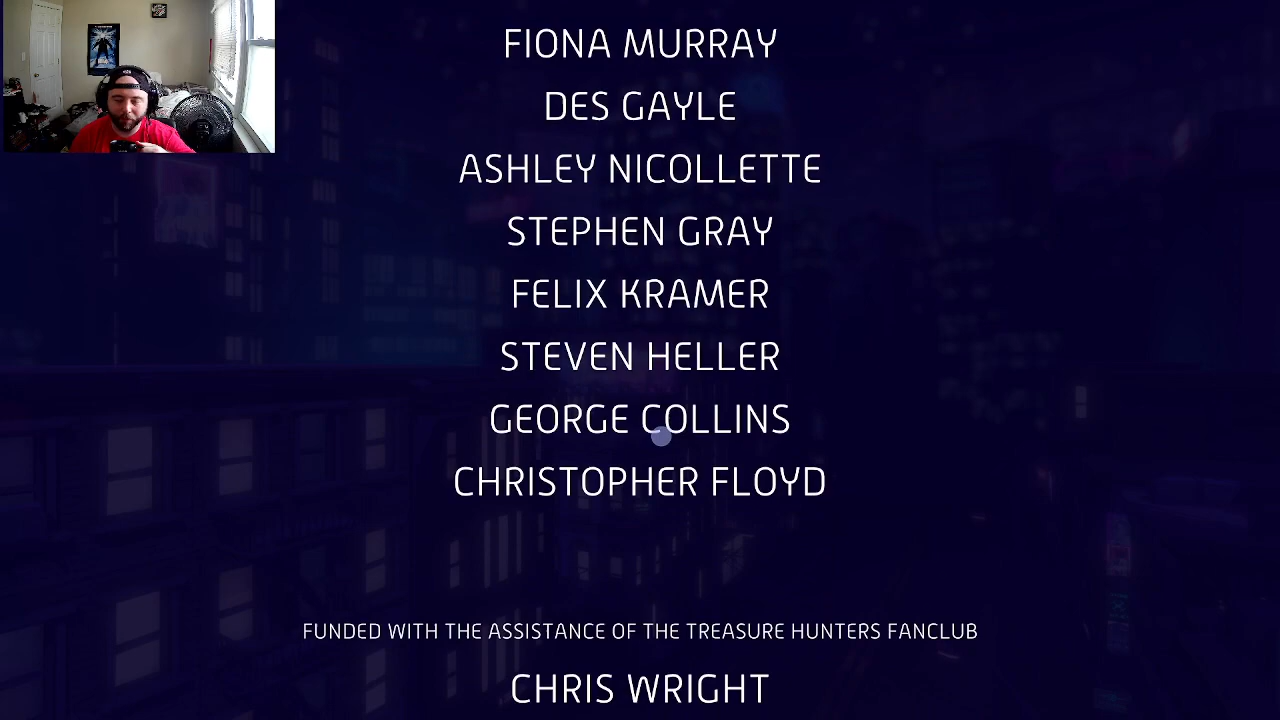 FIONA MURRAY
DES GAYLE
ASHLEY NICOLLETTE
STEPHEN GRAY
FELIX KRAMER
STEVEN HELLER
GEORGE COLLINS
CHRISTOPHER FLOYD
FUNDED WITH THE ASSISTANCE OF THE TREASURE HUNTERS FANCLUB
CHRIS WRIGHT